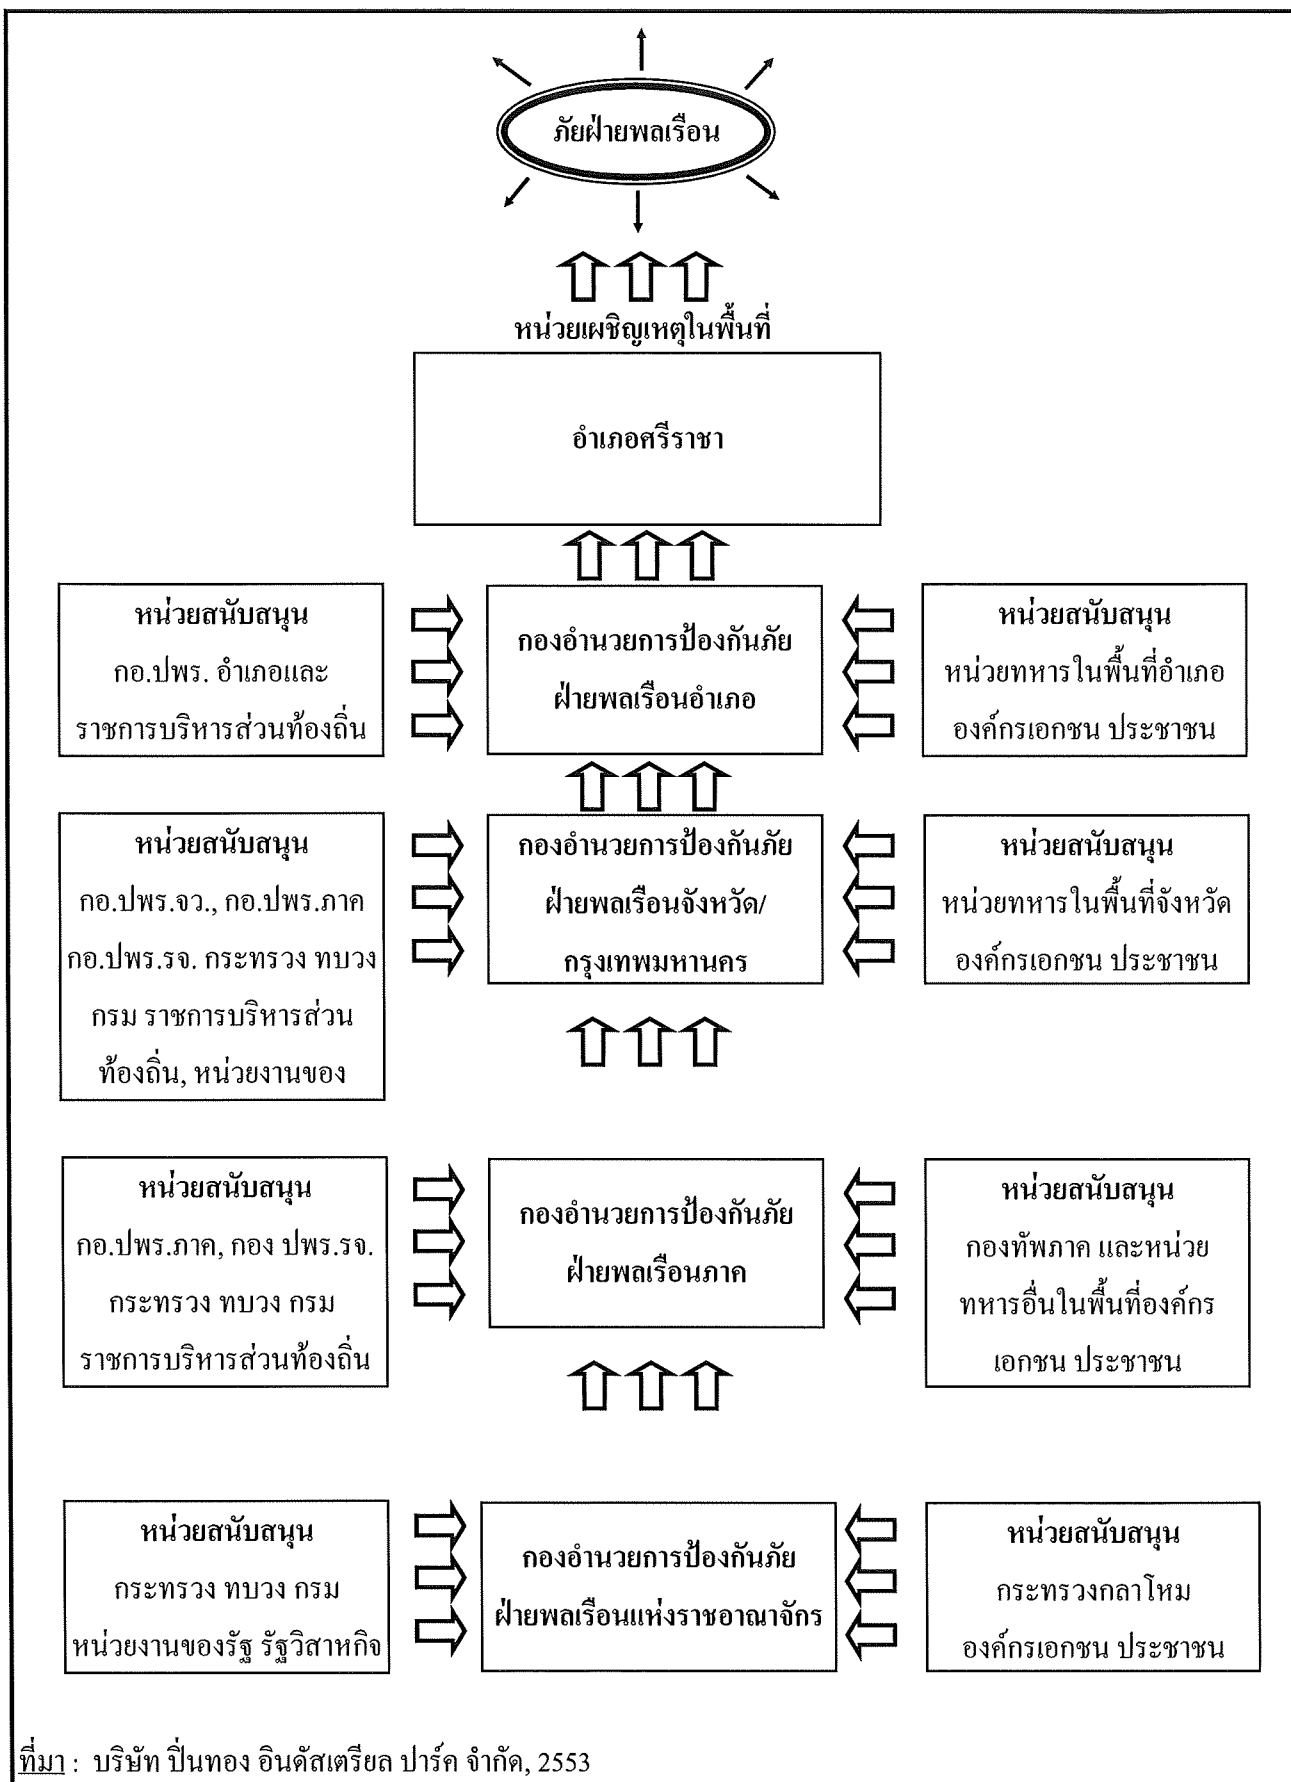 ภัยฝ่ายพลเรือน
หน่วยเผชิญเหตุในพื้นที่
อำเภอศรีราชา
หน่วยสนับสนุน
กอ.ปพร. อำเภอและ
ราชการบริหารส่วนท้องถิ่น
กองอำนวยการป้องกันภัย
ฝ่ายพลเรือนอำเภอ
หน่วยสนับสนุน
หน่วยทหารในพื้นที่อำเภอ
องค์กรเอกชน ประชาชน
หน่วยสนับสนุน
กอ.ปพร.จว., กอ.ปพร.ภาค
กอ.ปพร.รจ. กระทรวง ทบวง
กรม ราชการบริหารส่วน
ท้องถิ่น, หน่วยงานของ
กองอำนวยการป้องกันภัย
ฝ่ายพลเรือนจังหวัด/
กรุงเทพมหานคร
หน่วยสนับสนุน
หน่วยทหารในพื้นที่จังหวัด
องค์กรเอกชน ประชาชน
หน่วยสนับสนุน
กอ.ปพร.ภาค, กอง ปพร.รจ.
กระทรวง ทบวง กรม
ราชการบริหารส่วนท้องถิ่น
กองอำนวยการป้องกันภัย
ฝ่ายพลเรือนภาค
หน่วยสนับสนุน
กองทัพภาค และหน่วย
ทหารอื่นในพื้นที่องค์กร
เอกชน ประชาชน
หน่วยสนับสนุน
กระทรวง ทบวง กรม
หน่วยงานของรัฐ รัฐวิสาหกิจ
กองอำนวยการป้องกันภัย
ฝ่ายพลเรือนแห่งราชอาณาจักร
หน่วยสนับสนุน
กระทรวงกลาโหม
องค์กรเอกชน ประชาชน
ที่มา : บริษัท ปิ่นทอง อินดัสเตรียล ปาร์ค จำกัด, 2553